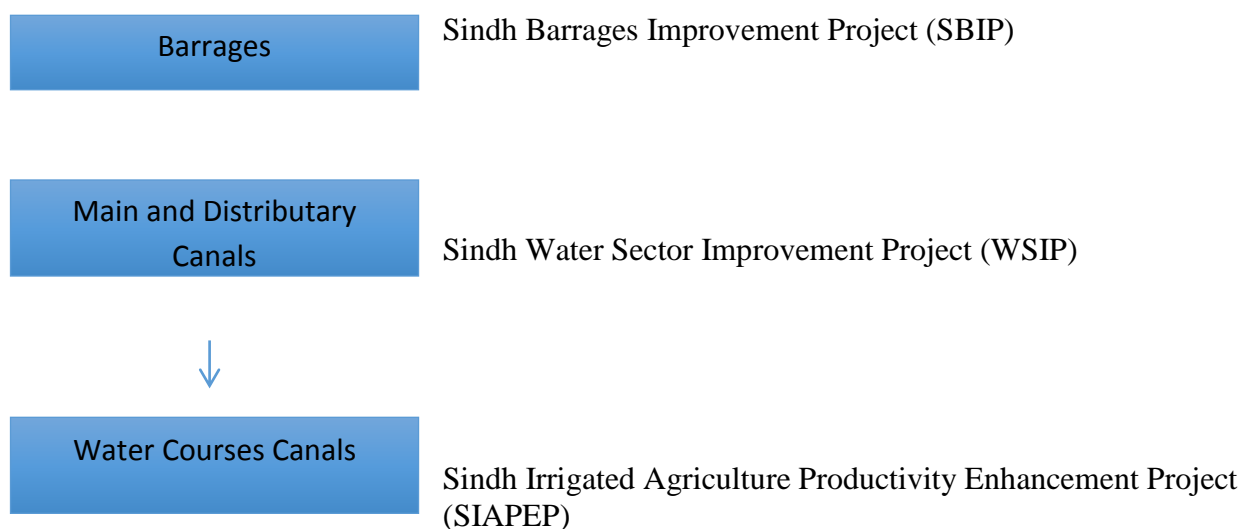 Barrages
Sindh Barrages Improvement Project (SBIP)
Main and Distributary
Canals
Sindh Water Sector Improvement Project (WSIP)
Water Courses Canals
Sindh Irrigated Agriculture Productivity Enhancement Project
(SIAPEP)